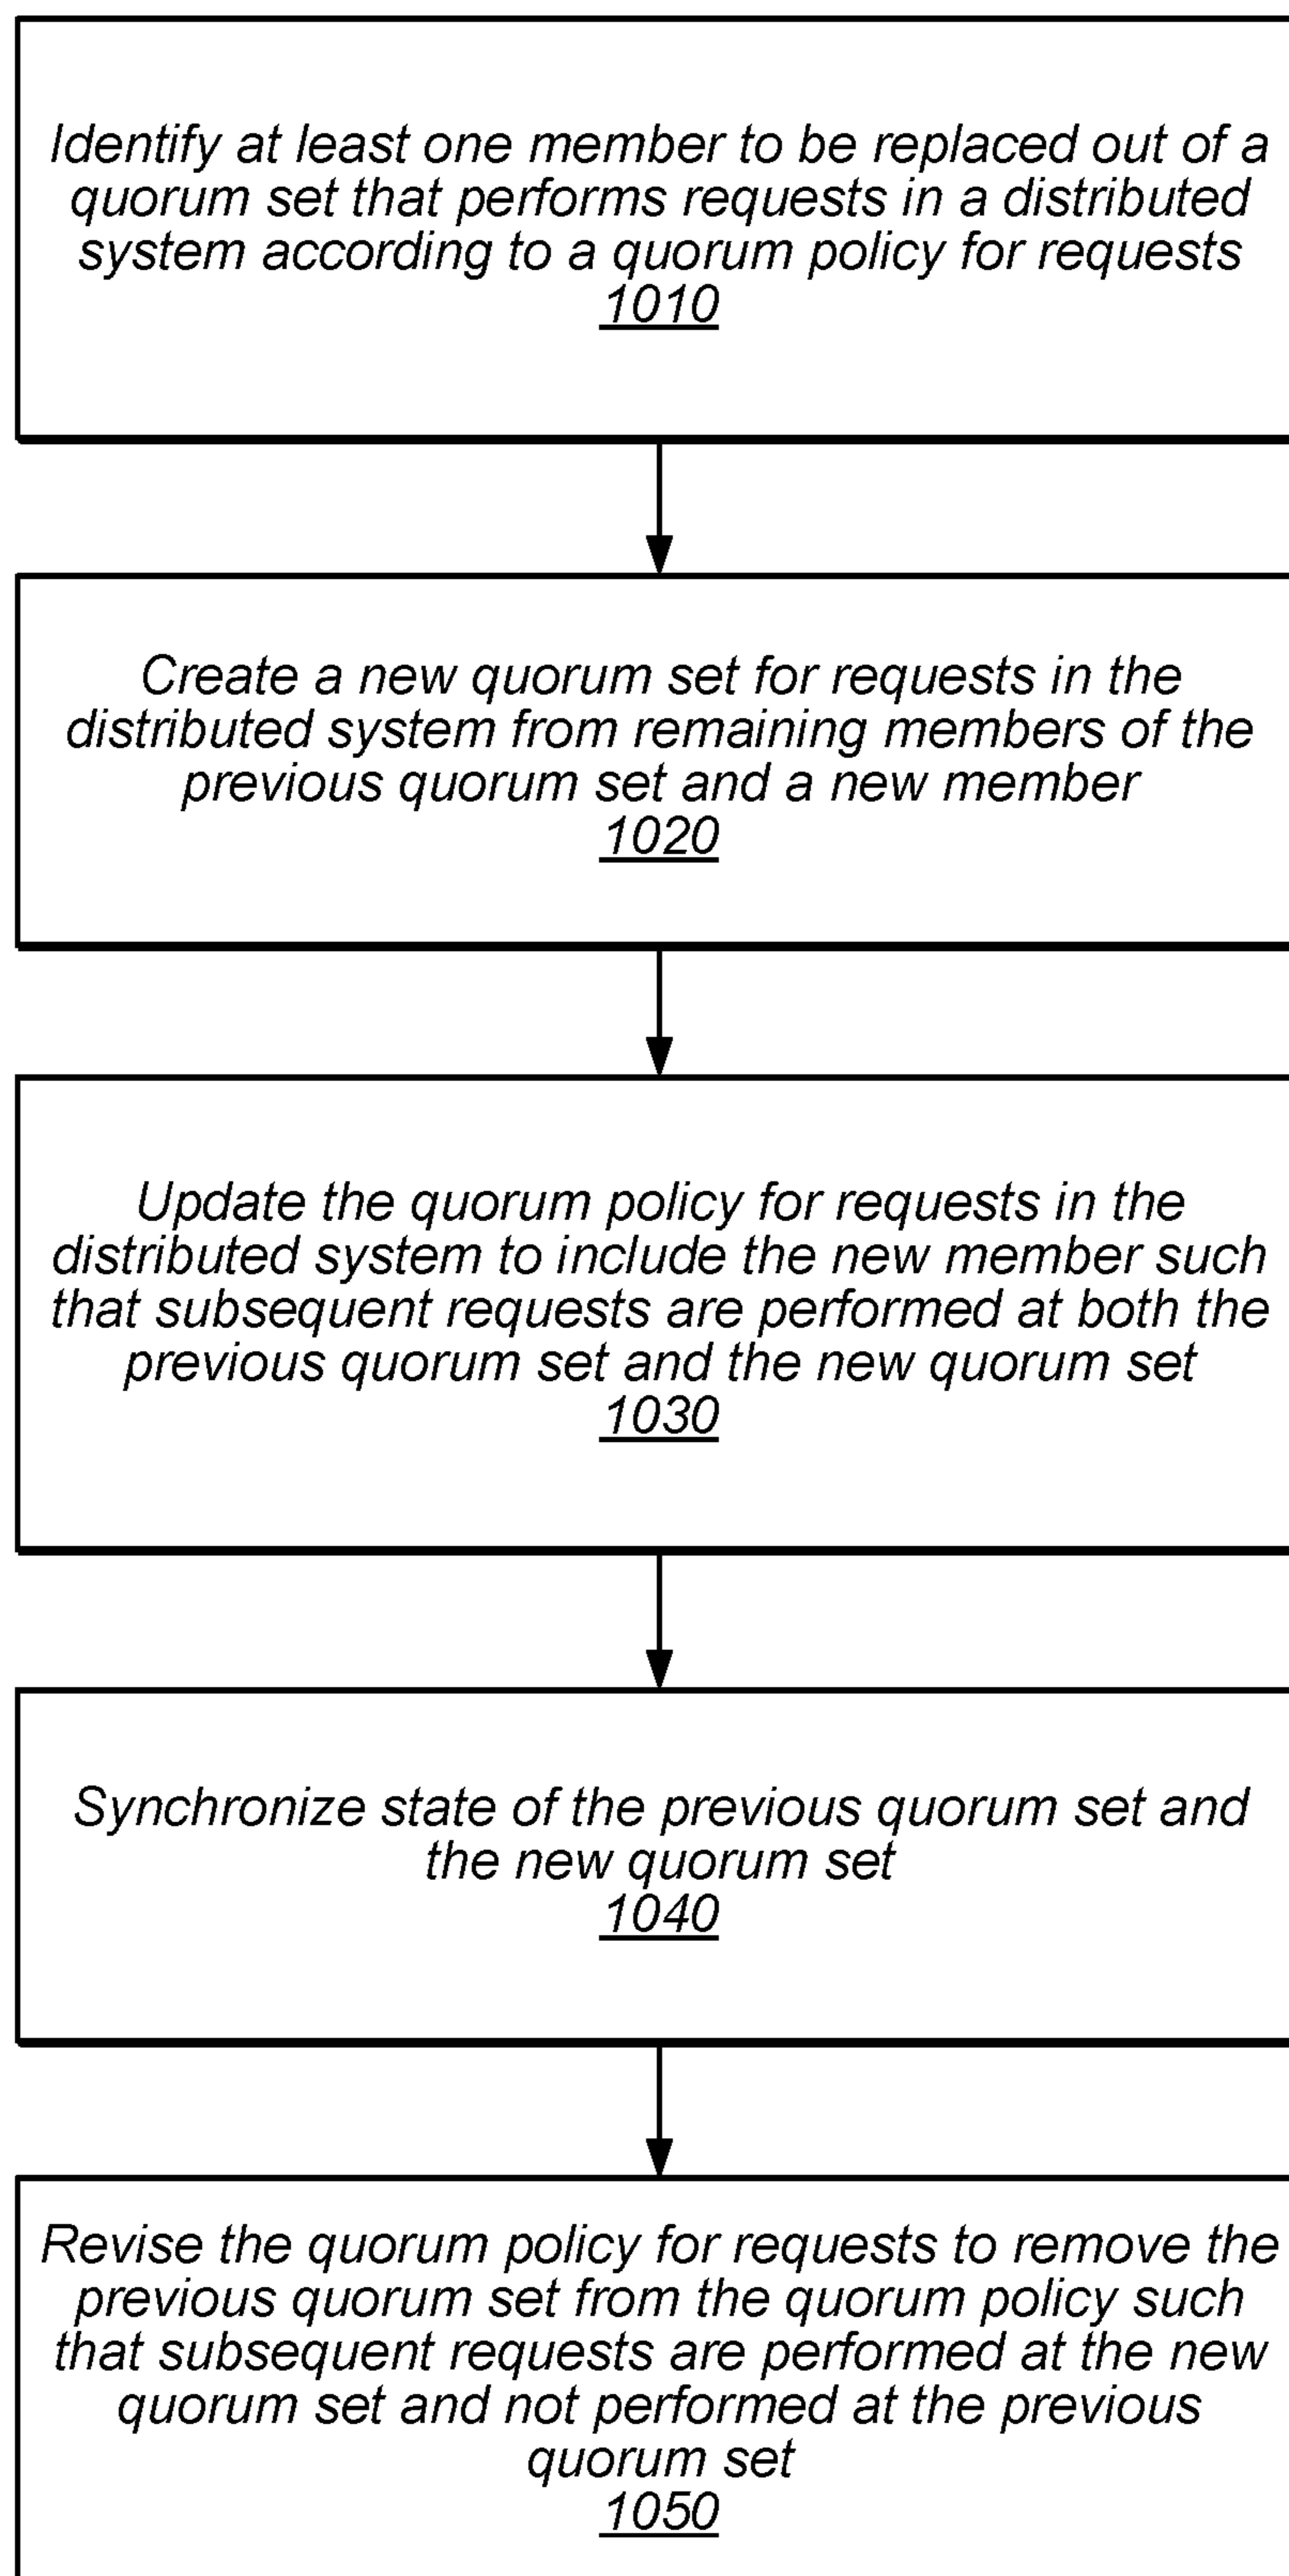 Identify at least one member to be replaced out of a
quorum set that performs requests in a distributed
system according to a quorum policy for requests
1010
Create a new quorum set for requests in the
distributed system from remaining members of the
previous quorum set and a new member
1020
Update the quorum policy for requests in the
distributed system to include the new member such
that subsequent requests are performed at both the
previous quorum set and the new quorum set
1030
Synchronize state of the previous quorum set and
the new quorum set
1040
Revise the quorum policy for requests to remove the
previous quorum set from the quorum policy such
that subsequent requests are performed at the new
quorum set and not performed at the previous
quorum set
1050